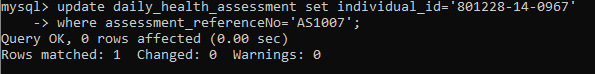 mysql> update daily_health_assessment set individual_id='801228-14-0967'
-> where assessment_referenceNo='AS1007';
Query OK, 0 rows affected (0.00 sec)
Rows matched: 1  Changed: 0  Warnings: 0